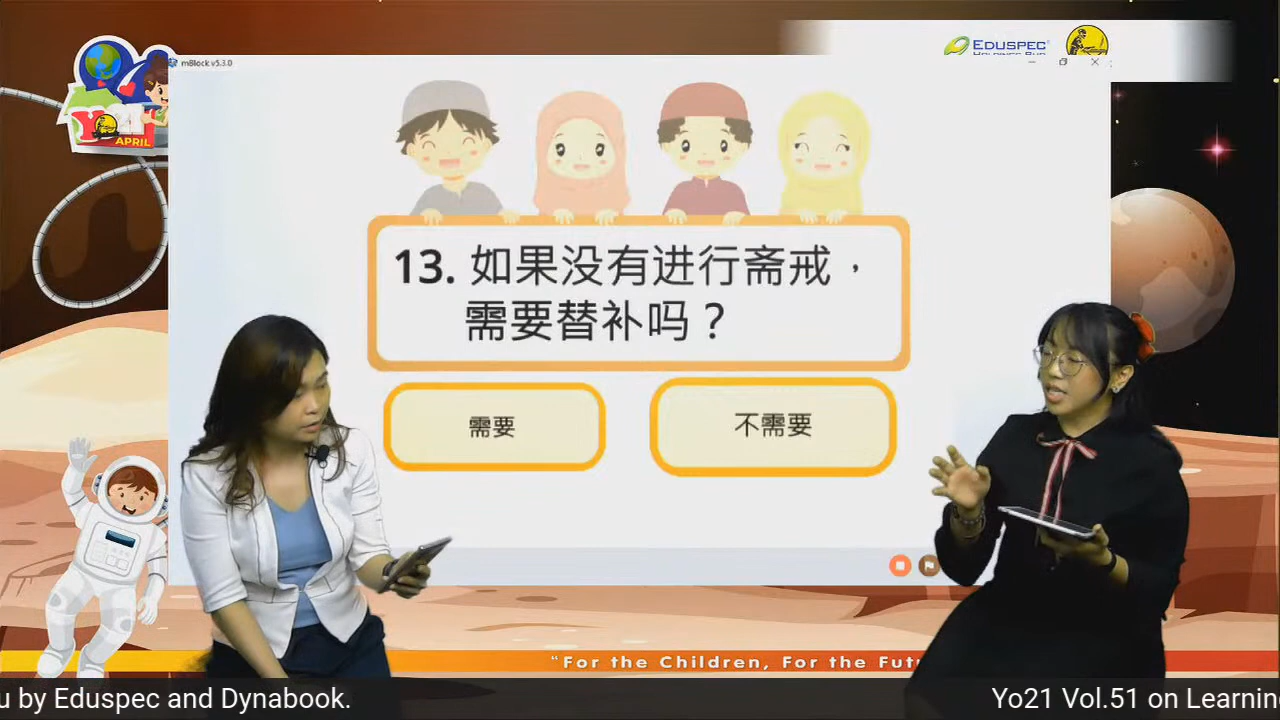 EDUSPEC
mBlock v5.3.0
APRIL
13. 如果没有进行斋戒，
需要替补吗？
需要
不需要
"For the Children, For the Fut
u by Eduspec and Dynabook.
Yo21 Vol.51 on Learnin